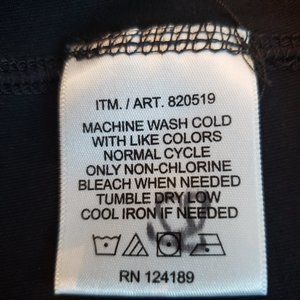 ITM. / ART. 820519
MACHINE WASH COLD
WITH LIKE COLORS
NORMAL CYCLE
ONLY NON-CHLORINE
BLEACH WHEN NEEDED
TUMBLE DRY LOW
COOL IRON IF NEEDED
RN 124189